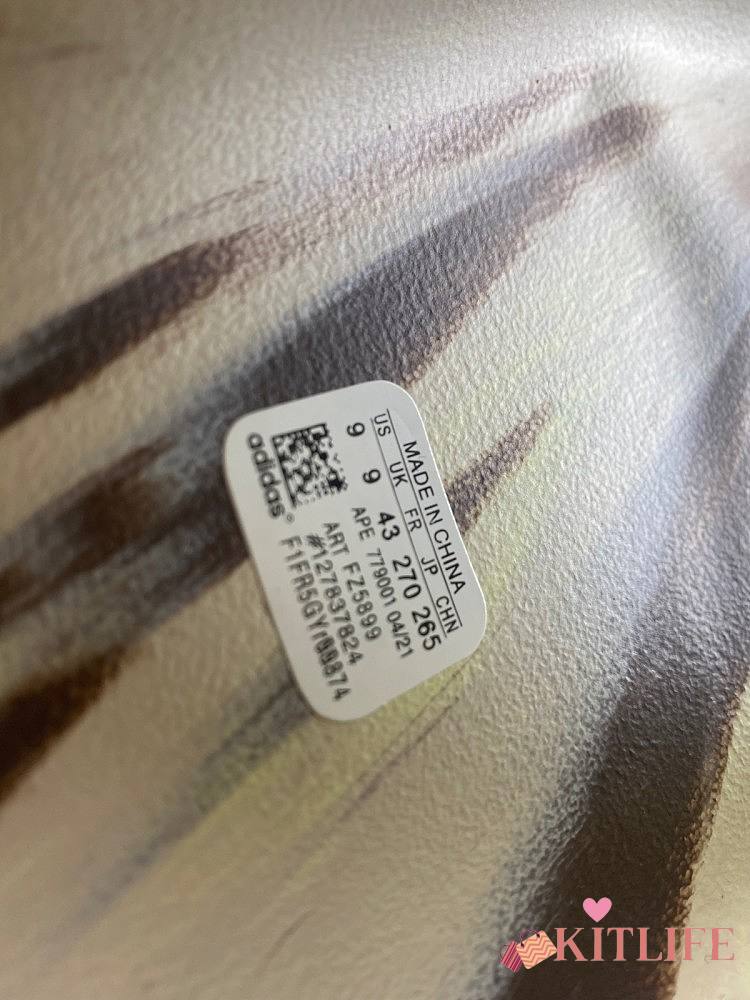 MADE IN CHINA
US UK FR JP CHN
9 9 43 270 265
APE 779001 04/21
ART FZ5899
#127837824
adidas®
KITLIFE